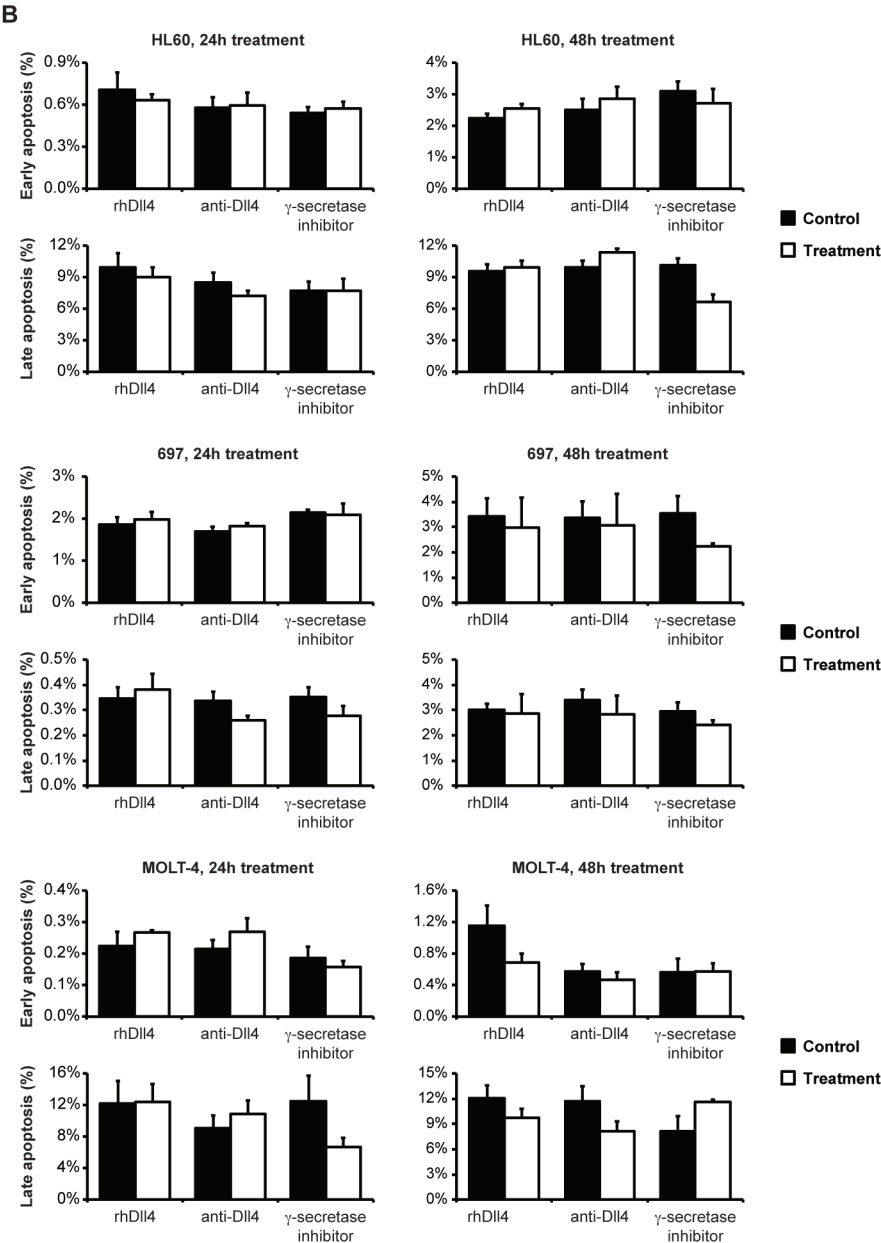 B
HL60, 24h treatment
Early apoptosis (%)
0.9%
0.6%
0.3%
0.0%
rhDll4 anti-Dll4 γ-secretase
inhibitor
Late apoptosis (%)
12%
9%
6%
3%
0%
rhDll4 anti-Dll4 γ-secretase
inhibitor
HL60, 48h treatment
4%
3%
2%
1%
0%
rhDll4 anti-Dll4 γ-secretase
inhibitor
12%
9%
6%
3%
0%
rhDll4 anti-Dll4 γ-secretase
inhibitor
Control
Treatment
697, 24h treatment
Early apoptosis (%)
3%
2%
1%
0%
rhDll4 anti-Dll4 γ-secretase
inhibitor
Late apoptosis (%)
0.5%
0.4%
0.3%
0.2%
0.1%
0.0%
rhDll4 anti-Dll4 γ-secretase
inhibitor
697, 48h treatment
5%
4%
3%
2%
1%
0%
rhDll4 anti-Dll4 γ-secretase
inhibitor
5%
4%
3%
2%
1%
0%
rhDll4 anti-Dll4 γ-secretase
inhibitor
Control
Treatment
MOLT-4, 24h treatment
Early apoptosis (%)
0.4%
0.3%
0.2%
0.1%
0.0%
rhDll4 anti-Dll4 γ-secretase
inhibitor
Late apoptosis (%)
16%
12%
8%
4%
0%
rhDll4 anti-Dll4 γ-secretase
inhibitor
MOLT-4, 48h treatment
1.6%
1.2%
0.8%
0.4%
0.0%
rhDll4 anti-Dll4 γ-secretase
inhibitor
15%
12%
9%
6%
3%
0%
rhDll4 anti-Dll4 γ-secretase
inhibitor
Control
Treatment